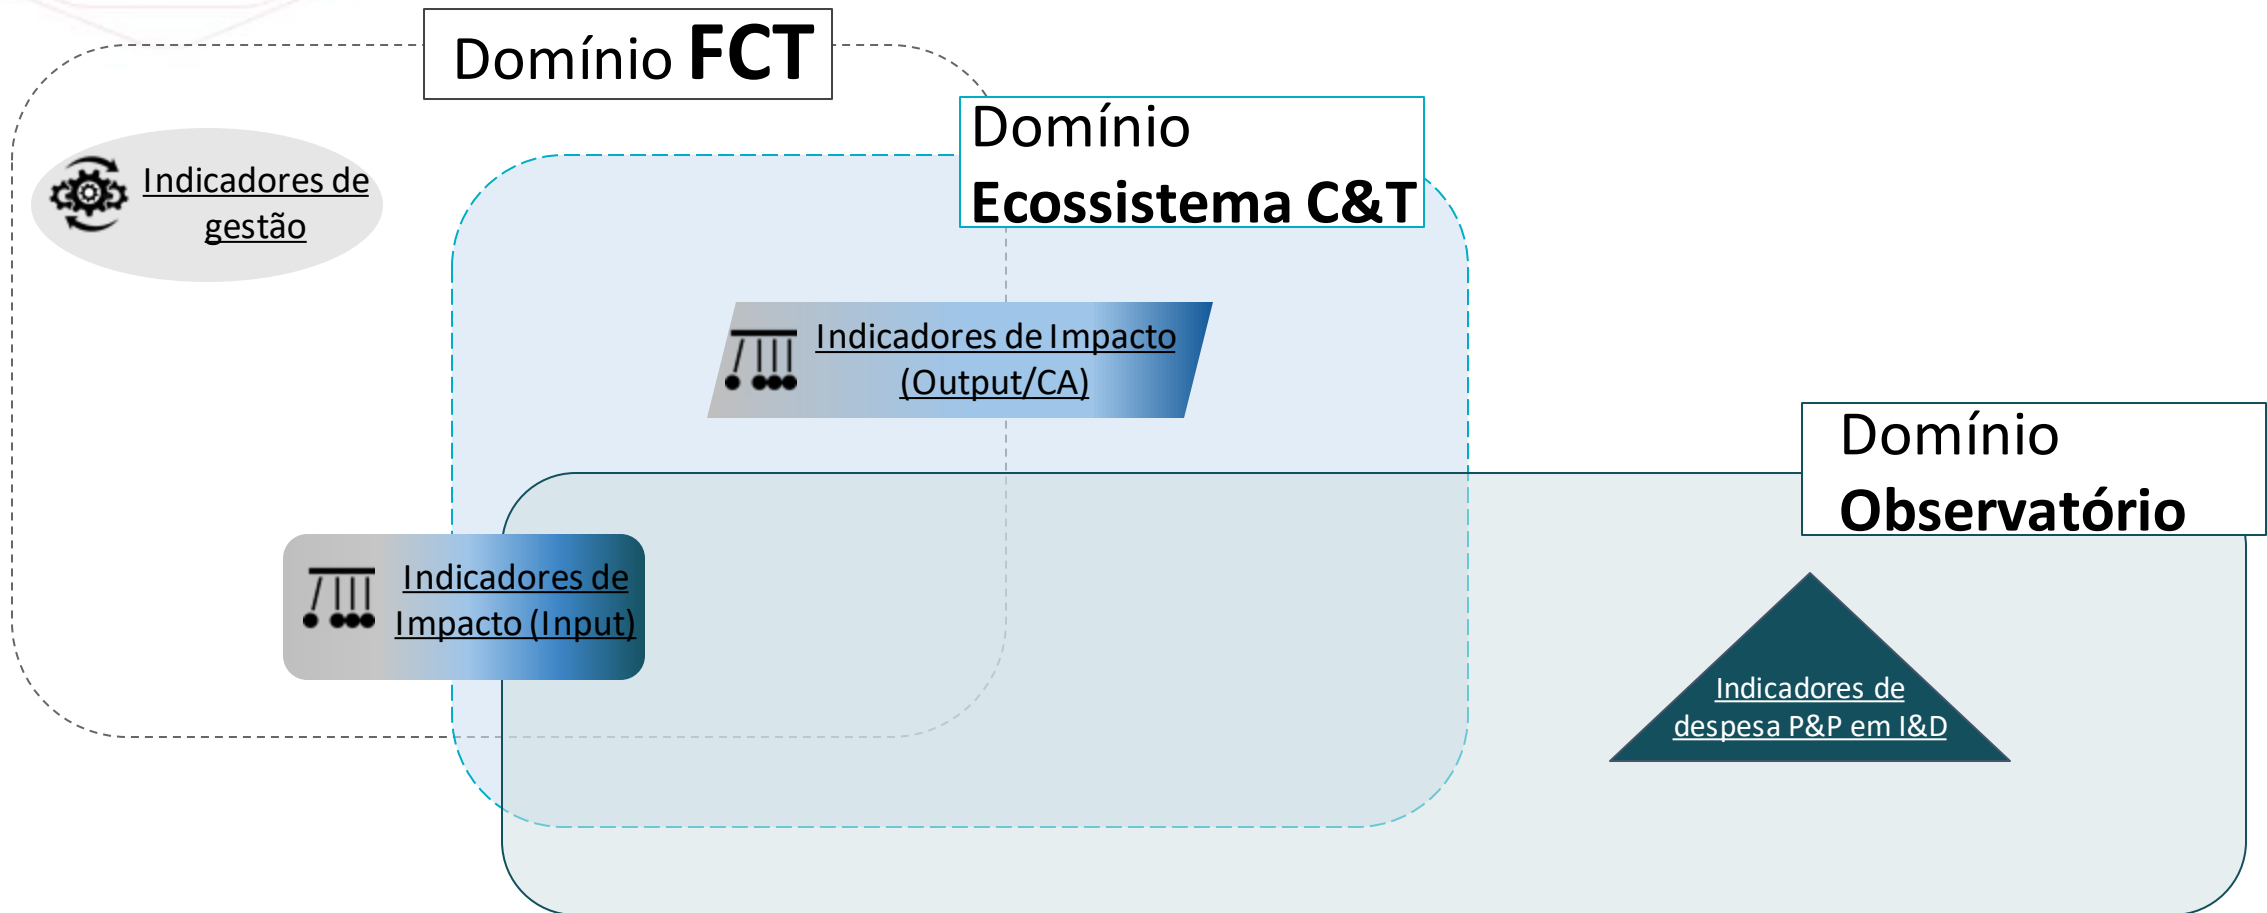 Domínio FCT
Domínio
Ecossistema C&T
Indicadores de
gestão
Indicadores de Impacto
(Output/CA)
Domínio
Observatório
Indicadores de
Impacto (Input)
Indicadores de
despesa P&P em I&D